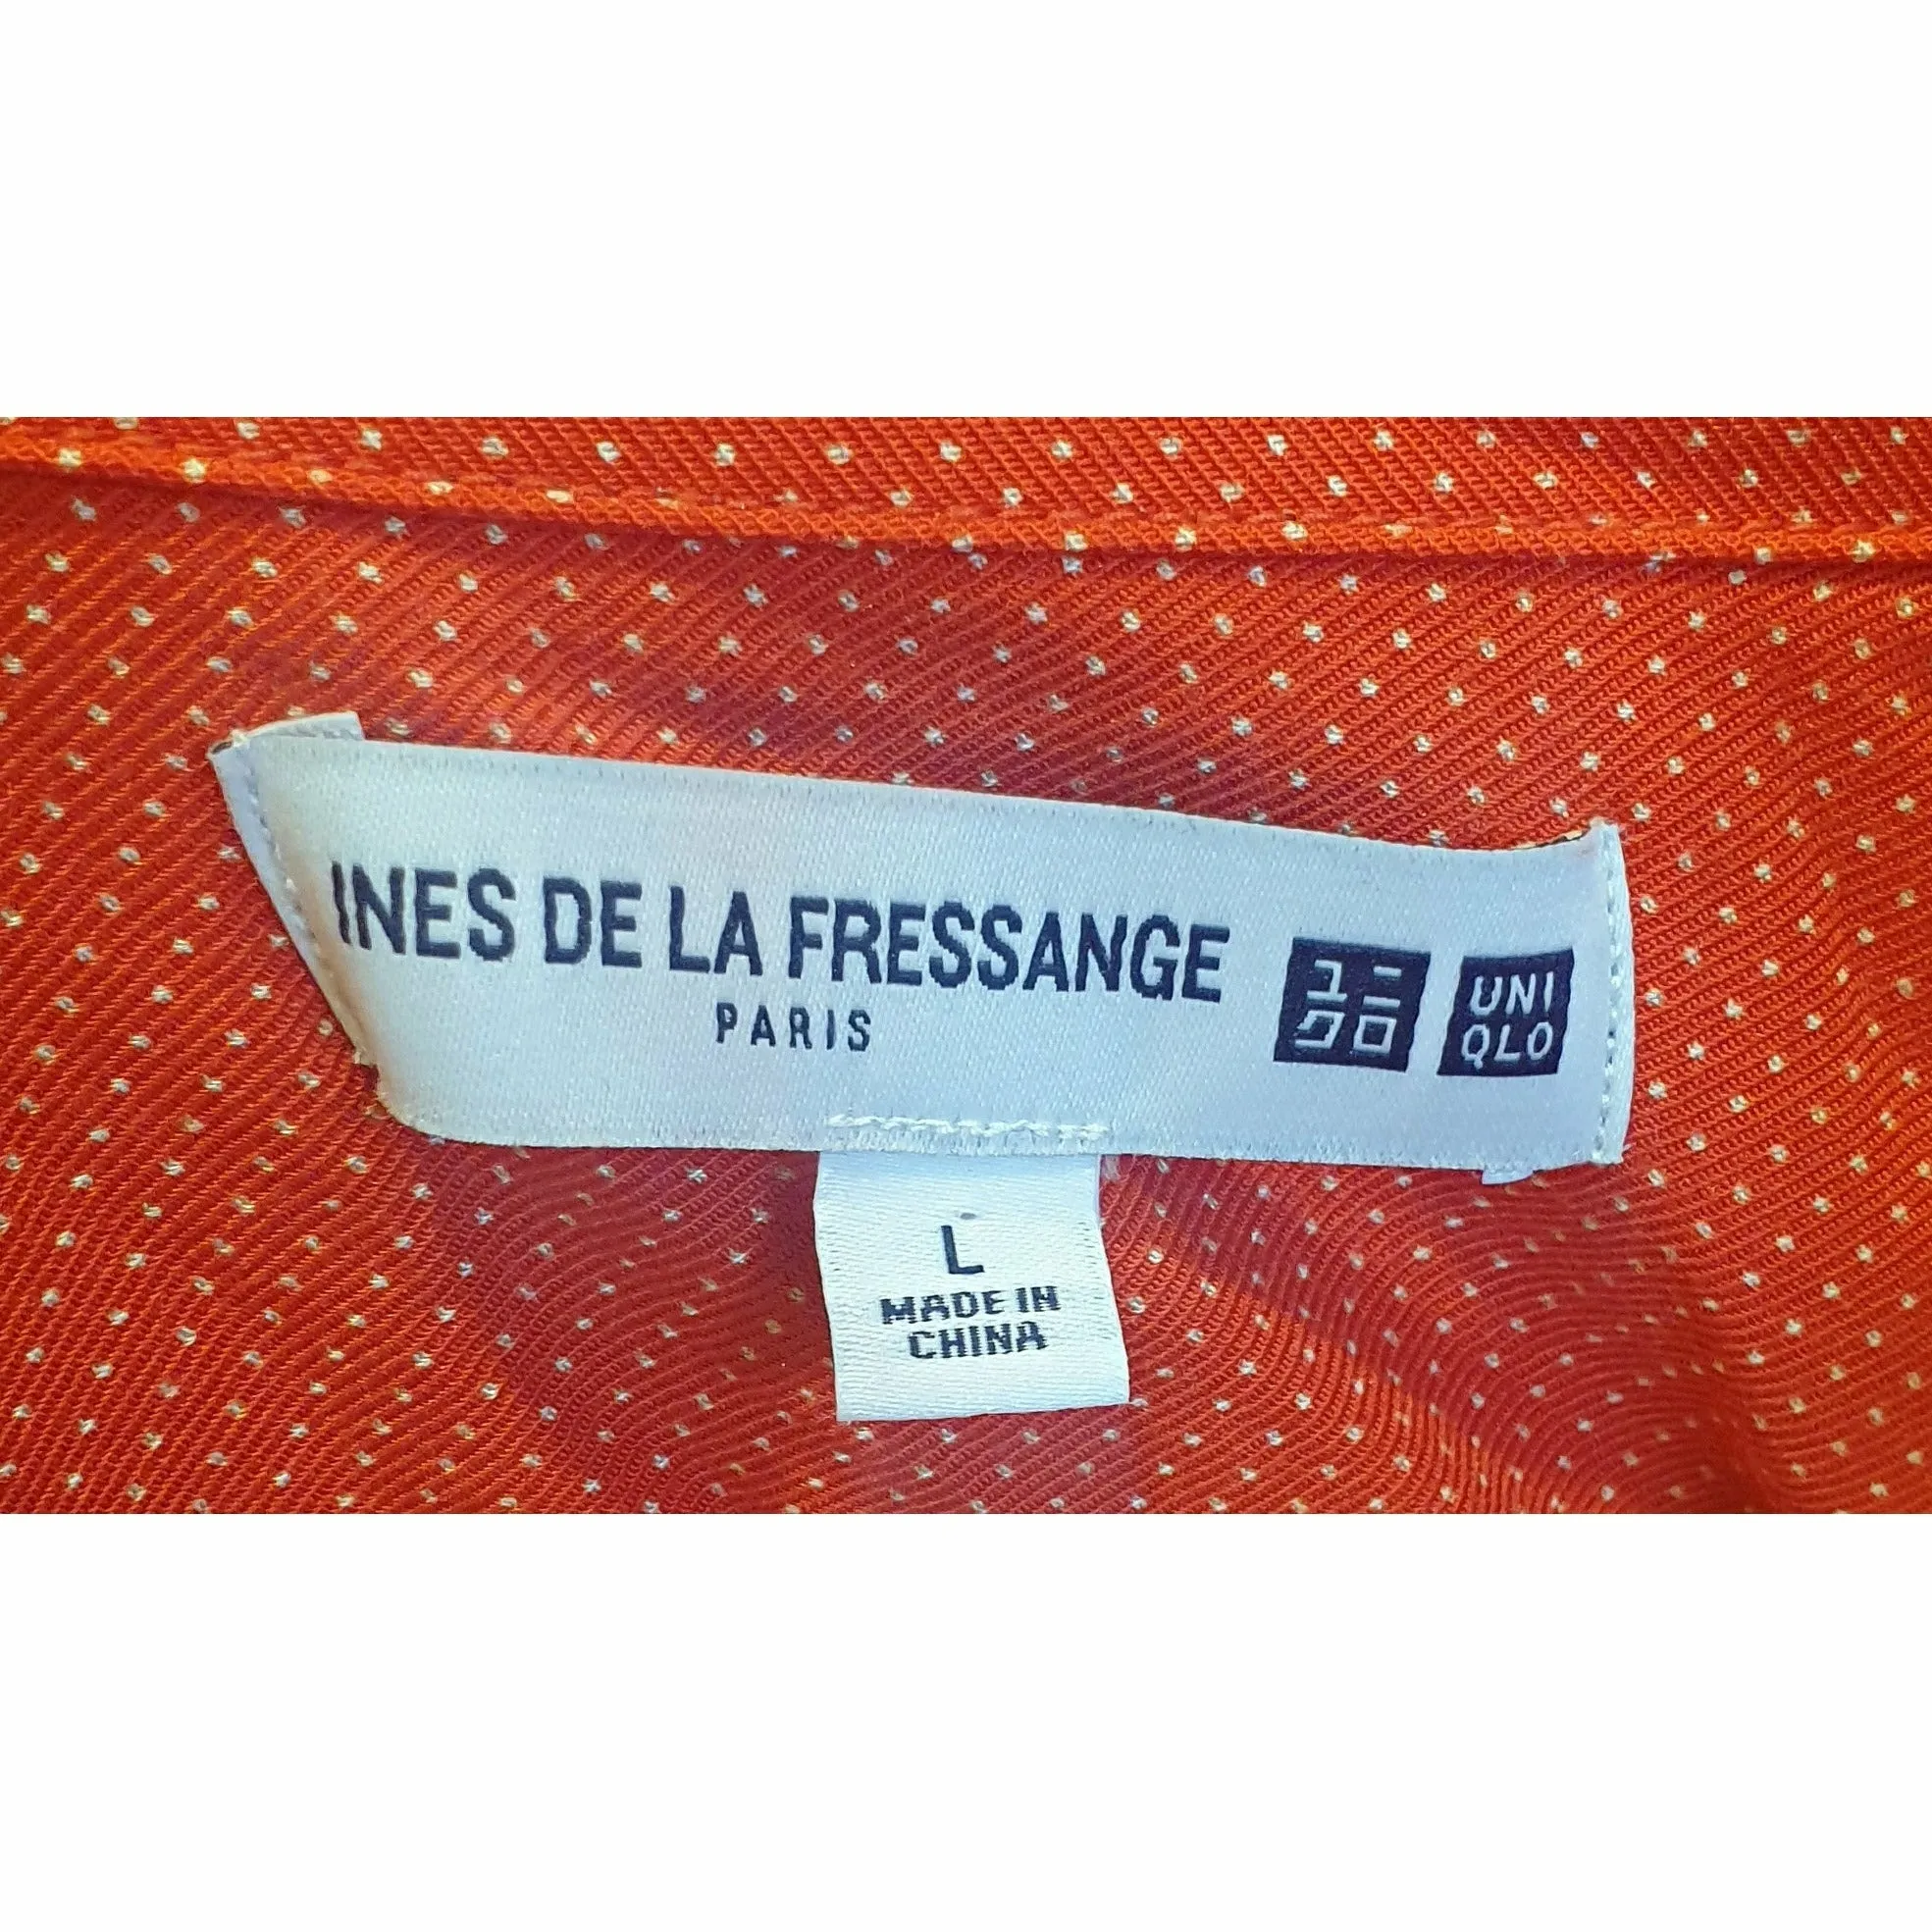 INES DE LA FRESSANGE
PARIS
ユニ
クロ
UNI
QLO
L
MADE IN
CHINA